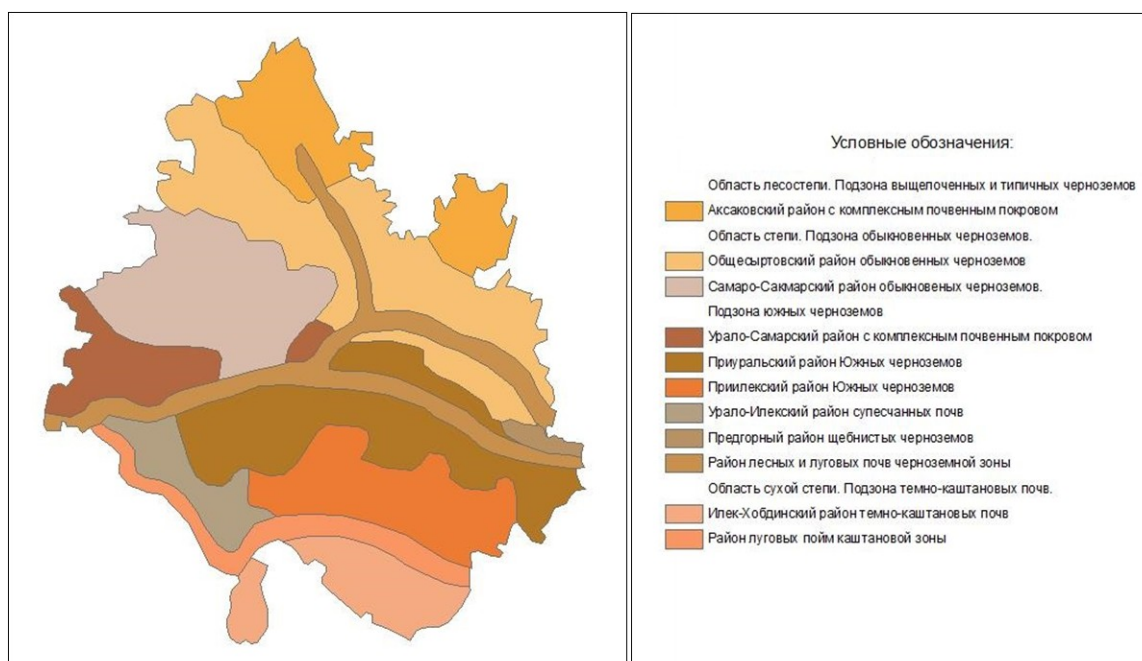 Условные обозначения:
Область лесостепи. Подзона выщелоченных и типичных черноземов
Аксаковский район с комплексным почвенным покровом
Область степи. Подзона обыкновенных черноземов.
Общесыртовский район обыкновенных черноземов
Самаро-Сакмарский район обыкновеных черноземов.
Подзона южных черноземов
Урало-Самарский район с комплексным почвенным покровом
Приуральский район Южных черноземов
Приилекский район Южных черноземов
Урало-Илекский район супесчанных почв
Предгорный район щебнистых черноземов
Район лесных и луговых почв черноземной зоны
Область сухой степи. Подзона темно-каштановых почв.
Илек-Хобдинский район темно-каштановых почв
Район луговых пойм каштановой зоны